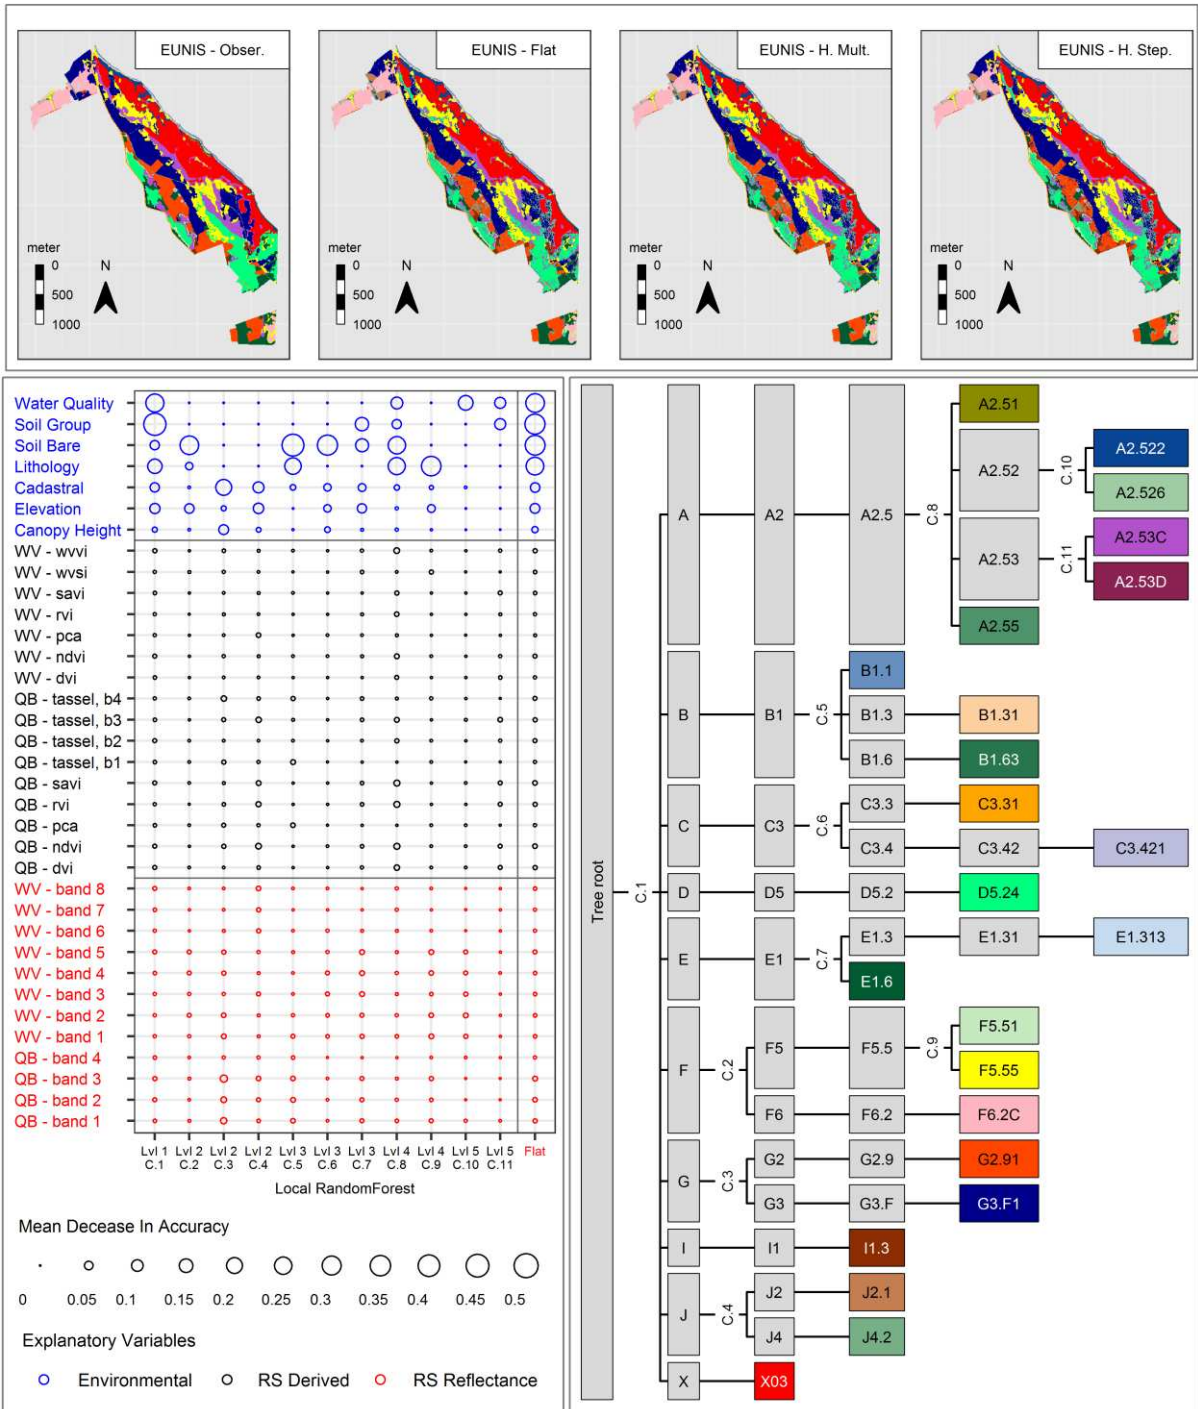 EUNIS - Obser.
EUNIS - Flat
EUNIS - H. Mult.
EUNIS - H. Step.
meter
0
500
1000
N
meter
0
500
1000
N
meter
0
500
1000
N
meter
0
500
1000
N
Water Quality
Soil Group
Soil Bare
Lithology
Cadastral
Elevation
Canopy Height
WV - wvvi
WV - wvsi
WV - savi
WV - rvi
WV - pca
WV - ndvi
WV - dvi
QB - tassel, b4
QB - tassel, b3
QB - tassel, b2
QB - tassel, b1
QB - savi
QB - rvi
QB - pca
QB - ndvi
QB - dvi
WV - band 8
WV - band 7
WV - band 6
WV - band 5
WV - band 4
WV - band 3
WV - band 2
WV - band 1
QB - band 4
QB - band 3
QB - band 2
QB - band 1
Lvl 1 Lvl 2 Lvl 2 Lvl 2 Lvl 3 Lvl 3 Lvl 3 Lvl 4 Lvl 4 Lvl 5 Lvl 5 Flat
C.1 C.2 C.3 C.4 C.5 C.6 C.7 C.8 C.9 C.10 C.11
Local RandomForest
Mean Decease In Accuracy
0 0.05 0.1 0.15 0.2 0.25 0.3 0.35 0.4 0.45 0.5
Explanatory Variables
Environmental RS Derived RS Reflectance
Tree root
C.1
A A2 A2.5
C.8
A2.51
A2.52
C.10
A2.522
A2.526
A2.53
C.11
A2.53C
A2.53D
A2.55
B B1
C.5
B1.1
B1.3 B1.31
B1.6 B1.63
C C3
C.6
C3.3 C3.31
C3.4 C3.42 C3.421
D D5 D5.2 D5.24
E E1
C.7
E1.3 E1.31 E1.313
E1.6
F
C.2
F5 F5.5
C.9
F5.51
F5.55
F6 F6.2 F6.2C
G
C.3
G2 G2.9 G2.91
G3 G3.F G3.F1
I I1 I1.3
J
C.4
J2 J2.1
J4 J4.2
X X03